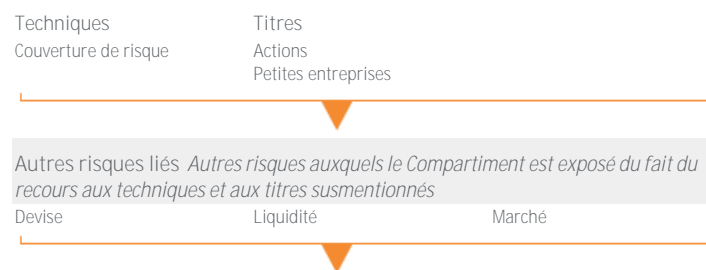 Techniques Titres
Couverture de risque Actions
Petites entreprises
Autres risques liés Autres risques auxquels le Compartiment est exposé du fait du
recours aux techniques et aux titres susmentionnés
Devise Liquidité Marché